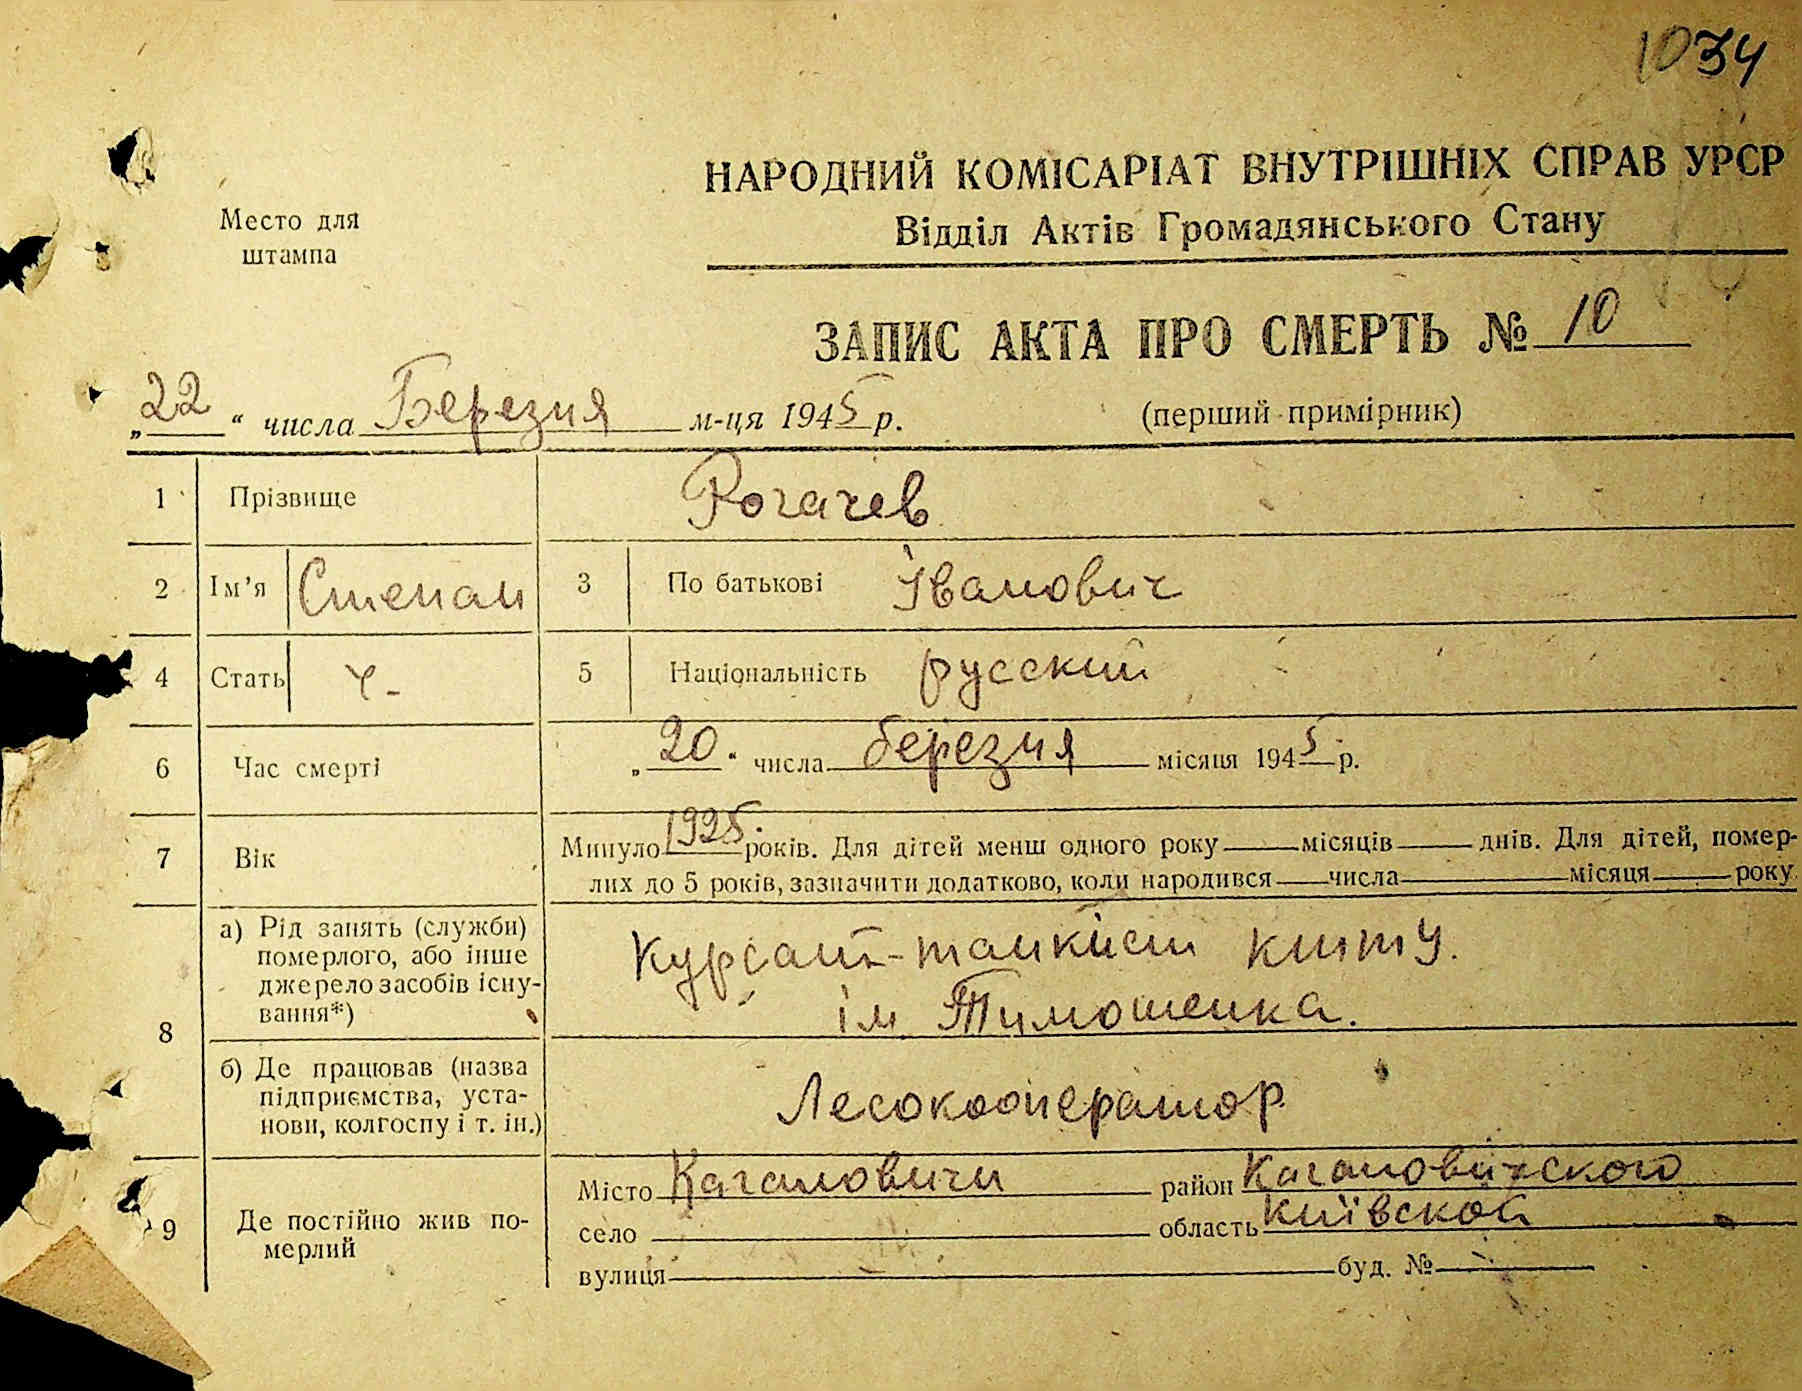 1034
НАРОДНИЙ КОМІСАРІАТ ВНУТРІШНІХ СПРАВ УРСР
Відділ Актів Громадянського Стану
Место для
штампа
ЗАПИС АКТА ПРО СМЕРТЬ № 10
„22“ числа Березня м-ця 1945 р.
(перший примірник)
1 Прізвище Рогачев
2 Ім’я Степан 3 По батькові Іванович
4 Стать ч- 5 Національність русский
6 Час смерті „20“ числа березня місяця 1945 р.
7 Вік Минуло 1925 років. Для дітей менш одного року місяців днів. Для дітей, помер-
лих до 5 років, зазначити додатково, коли народився числа місяця року
8 а) Рід занять (служби)
померлого, або інше
джерело засобів існу-
вання*)
Курсант-танкіст КИТТУ.
ім Тимошенка.
б) Де працював (назва
підприємства, уста-
нови, колгоспу і т. ін.)
Лесокооператор
9 Де постійно жив по-
мерлий
Місто Кагановичи район Кагановичского
село область Київской
вулиця буд. №